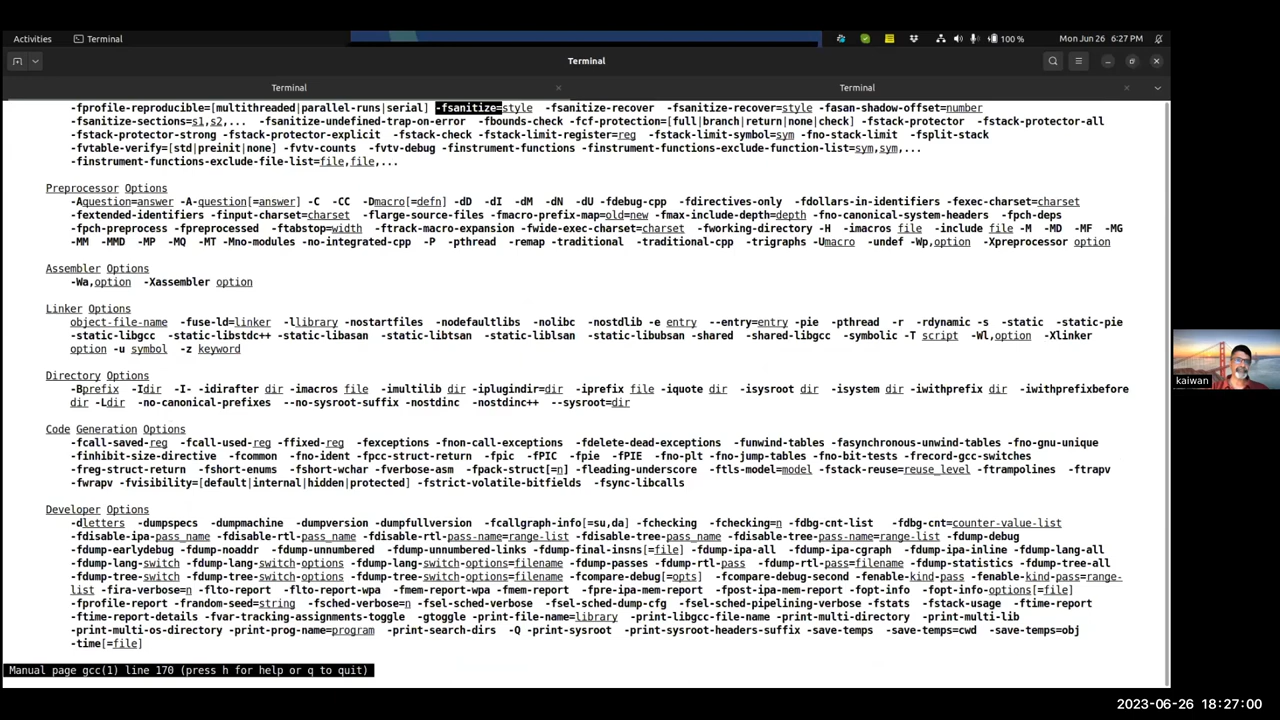 Activities Terminal 100 % Mon Jun 26 6:27 PM
Terminal
Terminal Terminal
-fprofile-reproducible=[multithreaded|parallel-runs|serial] -fsanitize=style -fsanitize-recover -fsanitize-recover=style -fasan-shadow-offset=number
-fsanitize-sections=s1,s2,... -fsanitize-undefined-trap-on-error -fbounds-check -fcf-protection=[full|branch|return|none|check] -fstack-protector -fstack-protector-all
-fstack-protector-strong -fstack-protector-explicit -fstack-check -fstack-limit-register=reg -fstack-limit-symbol=sym -fno-stack-limit -fsplit-stack
-fvtable-verify=[std|preinit|none] -fvtv-counts -fvtv-debug -finstrument-functions -finstrument-functions-exclude-function-list=sym,sym,...
-finstrument-functions-exclude-file-list=file,file,...
Preprocessor Options
-Aquestion=answer -A-question[=answer] -C -CC -Dmacro[=defn] -dD -dI -dM -dN -dU -fdebug-cpp -fdirectives-only -fdollars-in-identifiers -fexec-charset=charset
-fextended-identifiers -finput-charset=charset -flarge-source-files -fmacro-prefix-map=old=new -fmax-include-depth=depth -fno-canonical-system-headers -fpch-deps
-fpch-preprocess -fpreprocessed -ftabstop=width -ftrack-macro-expansion -fwide-exec-charset=charset -fworking-directory -H -imacros file -include file -M -MD -MF -MG
-MM -MMD -MP -MQ -MT -Mno-modules -no-integrated-cpp -P -pthread -remap -traditional -traditional-cpp -trigraphs -Umacro -undef -Wp,option -Xpreprocessor option
Assembler Options
-Wa,option -Xassembler option
Linker Options
object-file-name -fuse-ld=linker -llibrary -nostartfiles -nodefaultlibs -nolibc -nostdlib -e entry --entry=entry -pie -pthread -r -rdynamic -s -static -static-pie
-static-libgcc -static-libstdc++ -static-libasan -static-libtsan -static-liblsan -static-libubsan -shared -shared-libgcc -symbolic -T script -Wl,option -Xlinker
option -u symbol -z keyword
Directory Options
-Bprefix -Idir -I- -idirafter dir -imacros file -imultilib dir -iplugindir=dir -iprefix file -iquote dir -isysroot dir -isystem dir -iwithprefix dir -iwithprefixbefore
dir -Ldir -no-canonical-prefixes --no-sysroot-suffix -nostdinc -nostdinc++ --sysroot=dir
Code Generation Options
-fcall-saved-reg -fcall-used-reg -ffixed-reg -fexceptions -fnon-call-exceptions -fdelete-dead-exceptions -funwind-tables -fasynchronous-unwind-tables -fno-gnu-unique
-finhibit-size-directive -fcommon -fno-ident -fpcc-struct-return -fpic -fPIC -fpie -fPIE -fno-plt -fno-jump-tables -fno-bit-tests -frecord-gcc-switches
-freg-struct-return -fshort-enums -fshort-wchar -fverbose-asm -fpack-struct[=n] -fleading-underscore -ftls-model=model -fstack-reuse=reuse_level -ftrampolines -ftrapv
-fwrapv -fvisibility=[default|internal|hidden|protected] -fstrict-volatile-bitfields -fsync-libcalls
Developer Options
-dletters -dumpspecs -dumpmachine -dumpversion -dumpfullversion -fcallgraph-info[=su,da] -fchecking -fchecking=n -fdbg-cnt-list -fdbg-cnt=counter-value-list
-fdisable-ipa-pass_name -fdisable-rtl-pass_name -fdisable-rtl-pass-name=range-list -fdisable-tree-pass_name -fdisable-tree-pass-name=range-list -fdump-debug
-fdump-earlydebug -fdump-noaddr -fdump-unnumbered -fdump-unnumbered-links -fdump-final-insns[=file] -fdump-ipa-all -fdump-ipa-cgraph -fdump-ipa-inline -fdump-lang-all
-fdump-lang-switch -fdump-lang-switch-options -fdump-lang-switch-options=filename -fdump-passes -fdump-rtl-pass -fdump-rtl-pass=filename -fdump-statistics -fdump-tree-all
-fdump-tree-switch -fdump-tree-switch-options -fdump-tree-switch-options=filename -fcompare-debug[=opts] -fcompare-debug-second -fenable-kind-pass -fenable-kind-pass=range-
list -fira-verbose=n -flto-report -flto-report-wpa -fmem-report-wpa -fmem-report -fpre-ipa-mem-report -fpost-ipa-mem-report -fopt-info -fopt-info-options[=file]
-fprofile-report -frandom-seed=string -fsched-verbose=n -fsel-sched-verbose -fsel-sched-dump-cfg -fsel-sched-pipelining-verbose -fstats -fstack-usage -ftime-report
-ftime-report-details -fvar-tracking-assignments-toggle -gtoggle -print-file-name=library -print-libgcc-file-name -print-multi-directory -print-multi-lib
-print-multi-os-directory -print-prog-name=program -print-search-dirs -Q -print-sysroot -print-sysroot-headers-suffix -save-temps -save-temps=cwd -save-temps=obj
-time[=file]
Manual page gcc(1) line 170 (press h for help or q to quit)
kaiwan
2023-06-26 18:27:00